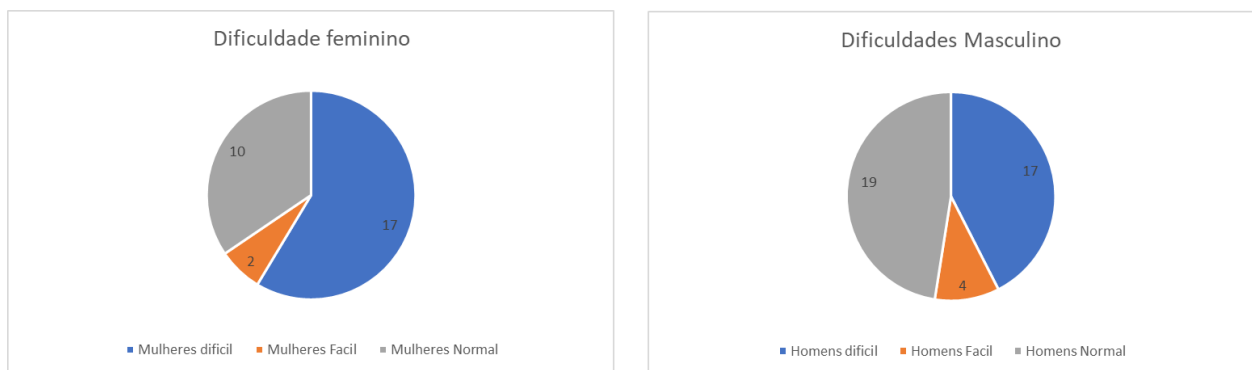 Dificuldade feminino
10
17
2
Mulheres dificil Mulheres Facil Mulheres Normal
Dificuldades Masculino
17
19
4
Homens dificil Homens Facil Homens Normal